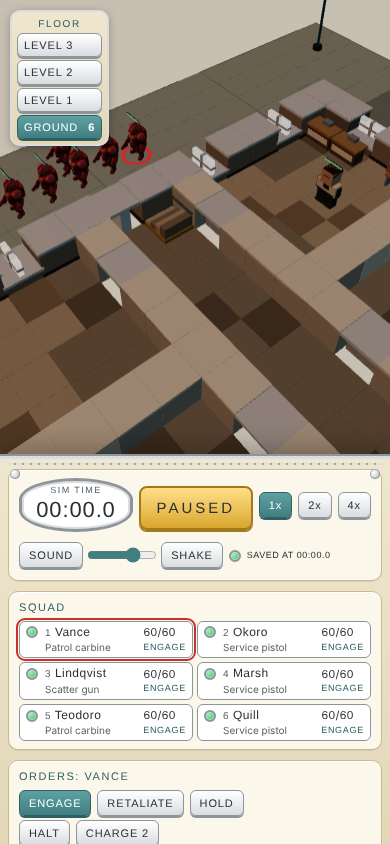 FLOOR
LEVEL 3
LEVEL 2
LEVEL 1
GROUND 6
SIM TIME
00:00.0
PAUSED
1x 2x 4x
SOUND SHAKE SAVED AT 00:00.0
SQUAD
1 Vance 60/60
Patrol carbine ENGAGE
2 Okoro 60/60
Service pistol ENGAGE
3 Lindqvist 60/60
Scatter gun ENGAGE
4 Marsh 60/60
Service pistol ENGAGE
5 Teodoro 60/60
Patrol carbine ENGAGE
6 Quill 60/60
Service pistol ENGAGE
ORDERS: VANCE
ENGAGE RETALIATE HOLD
HALT CHARGE 2